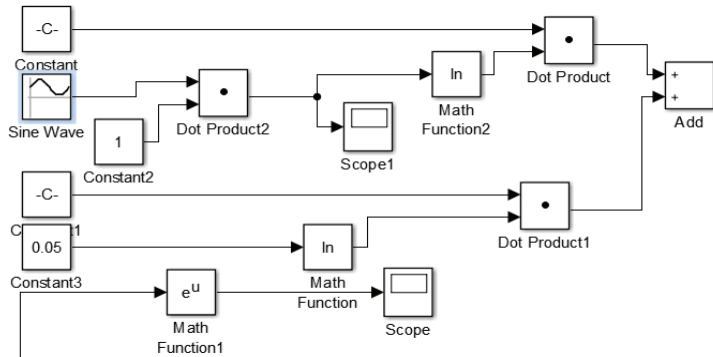 -C-
Constant
Sine Wave
Dot Product2
1
Constant2
Scope1
ln
Math
Function2
Dot Product
+
+
Add
-C-
0.05
Constant3
ln
Math
Function
Dot Product1
e^u
Math
Function1
Scope